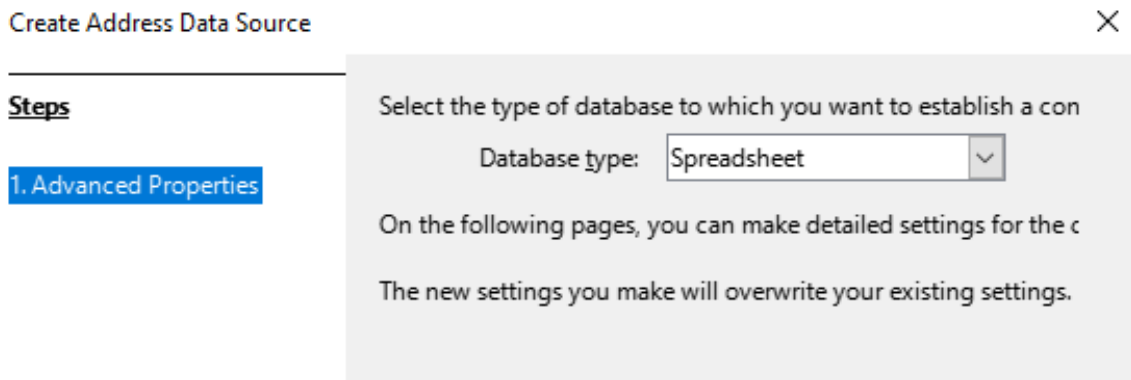 Create Address Data Source
Steps
1. Advanced Properties
Select the type of database to which you want to establish a con
Database type: Spreadsheet
On the following pages, you can make detailed settings for the c
The new settings you make will overwrite your existing settings.